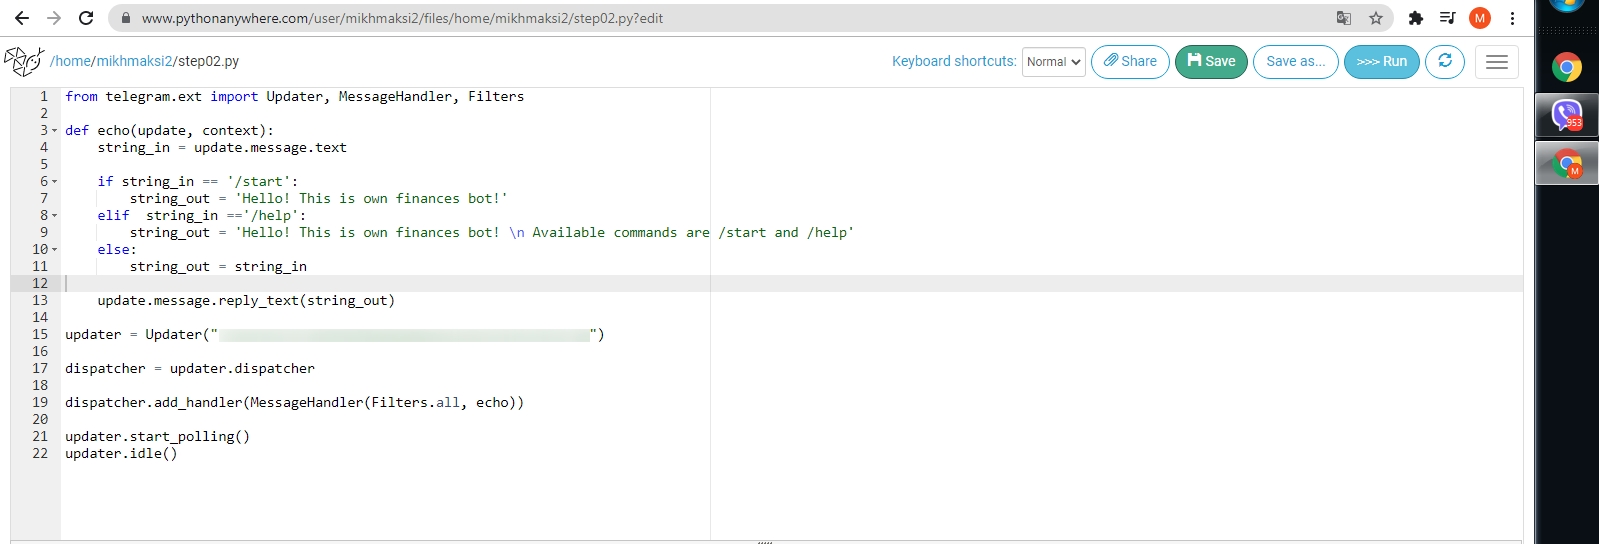 www.pythonanywhere.com/user/mikhmaksi2/files/home/mikhmaksi2/step02.py?edit
M
/home/mikhmaksi2/step02.py
Keyboard shortcuts: Normal Share Save Save as... >>> Run
1 from telegram.ext import Updater, MessageHandler, Filters
2
3 def echo(update, context):
4 string_in = update.message.text
5
6 if string_in == '/start':
7 string_out = 'Hello! This is own finances bot!'
8 elif  string_in =='/help':
9 string_out = 'Hello! This is own finances bot! \n Available commands are /start and /help'
10 else:
11 string_out = string_in
12
13 update.message.reply_text(string_out)
14
15 updater = Updater("")
16
17 dispatcher = updater.dispatcher
18
19 dispatcher.add_handler(MessageHandler(Filters.all, echo))
20
21 updater.start_polling()
22 updater.idle()
953
M